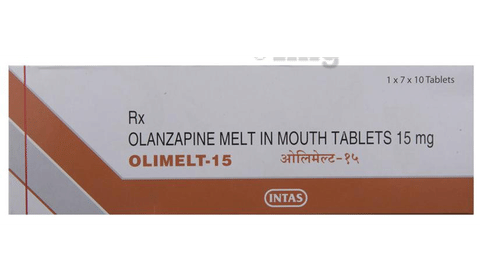 1 x 7 x 10 Tablets
Rx
OLANZAPINE MELT IN MOUTH TABLETS 15 mg
OLIMELT-15 ओलिमेल्ट-१५
INTAS